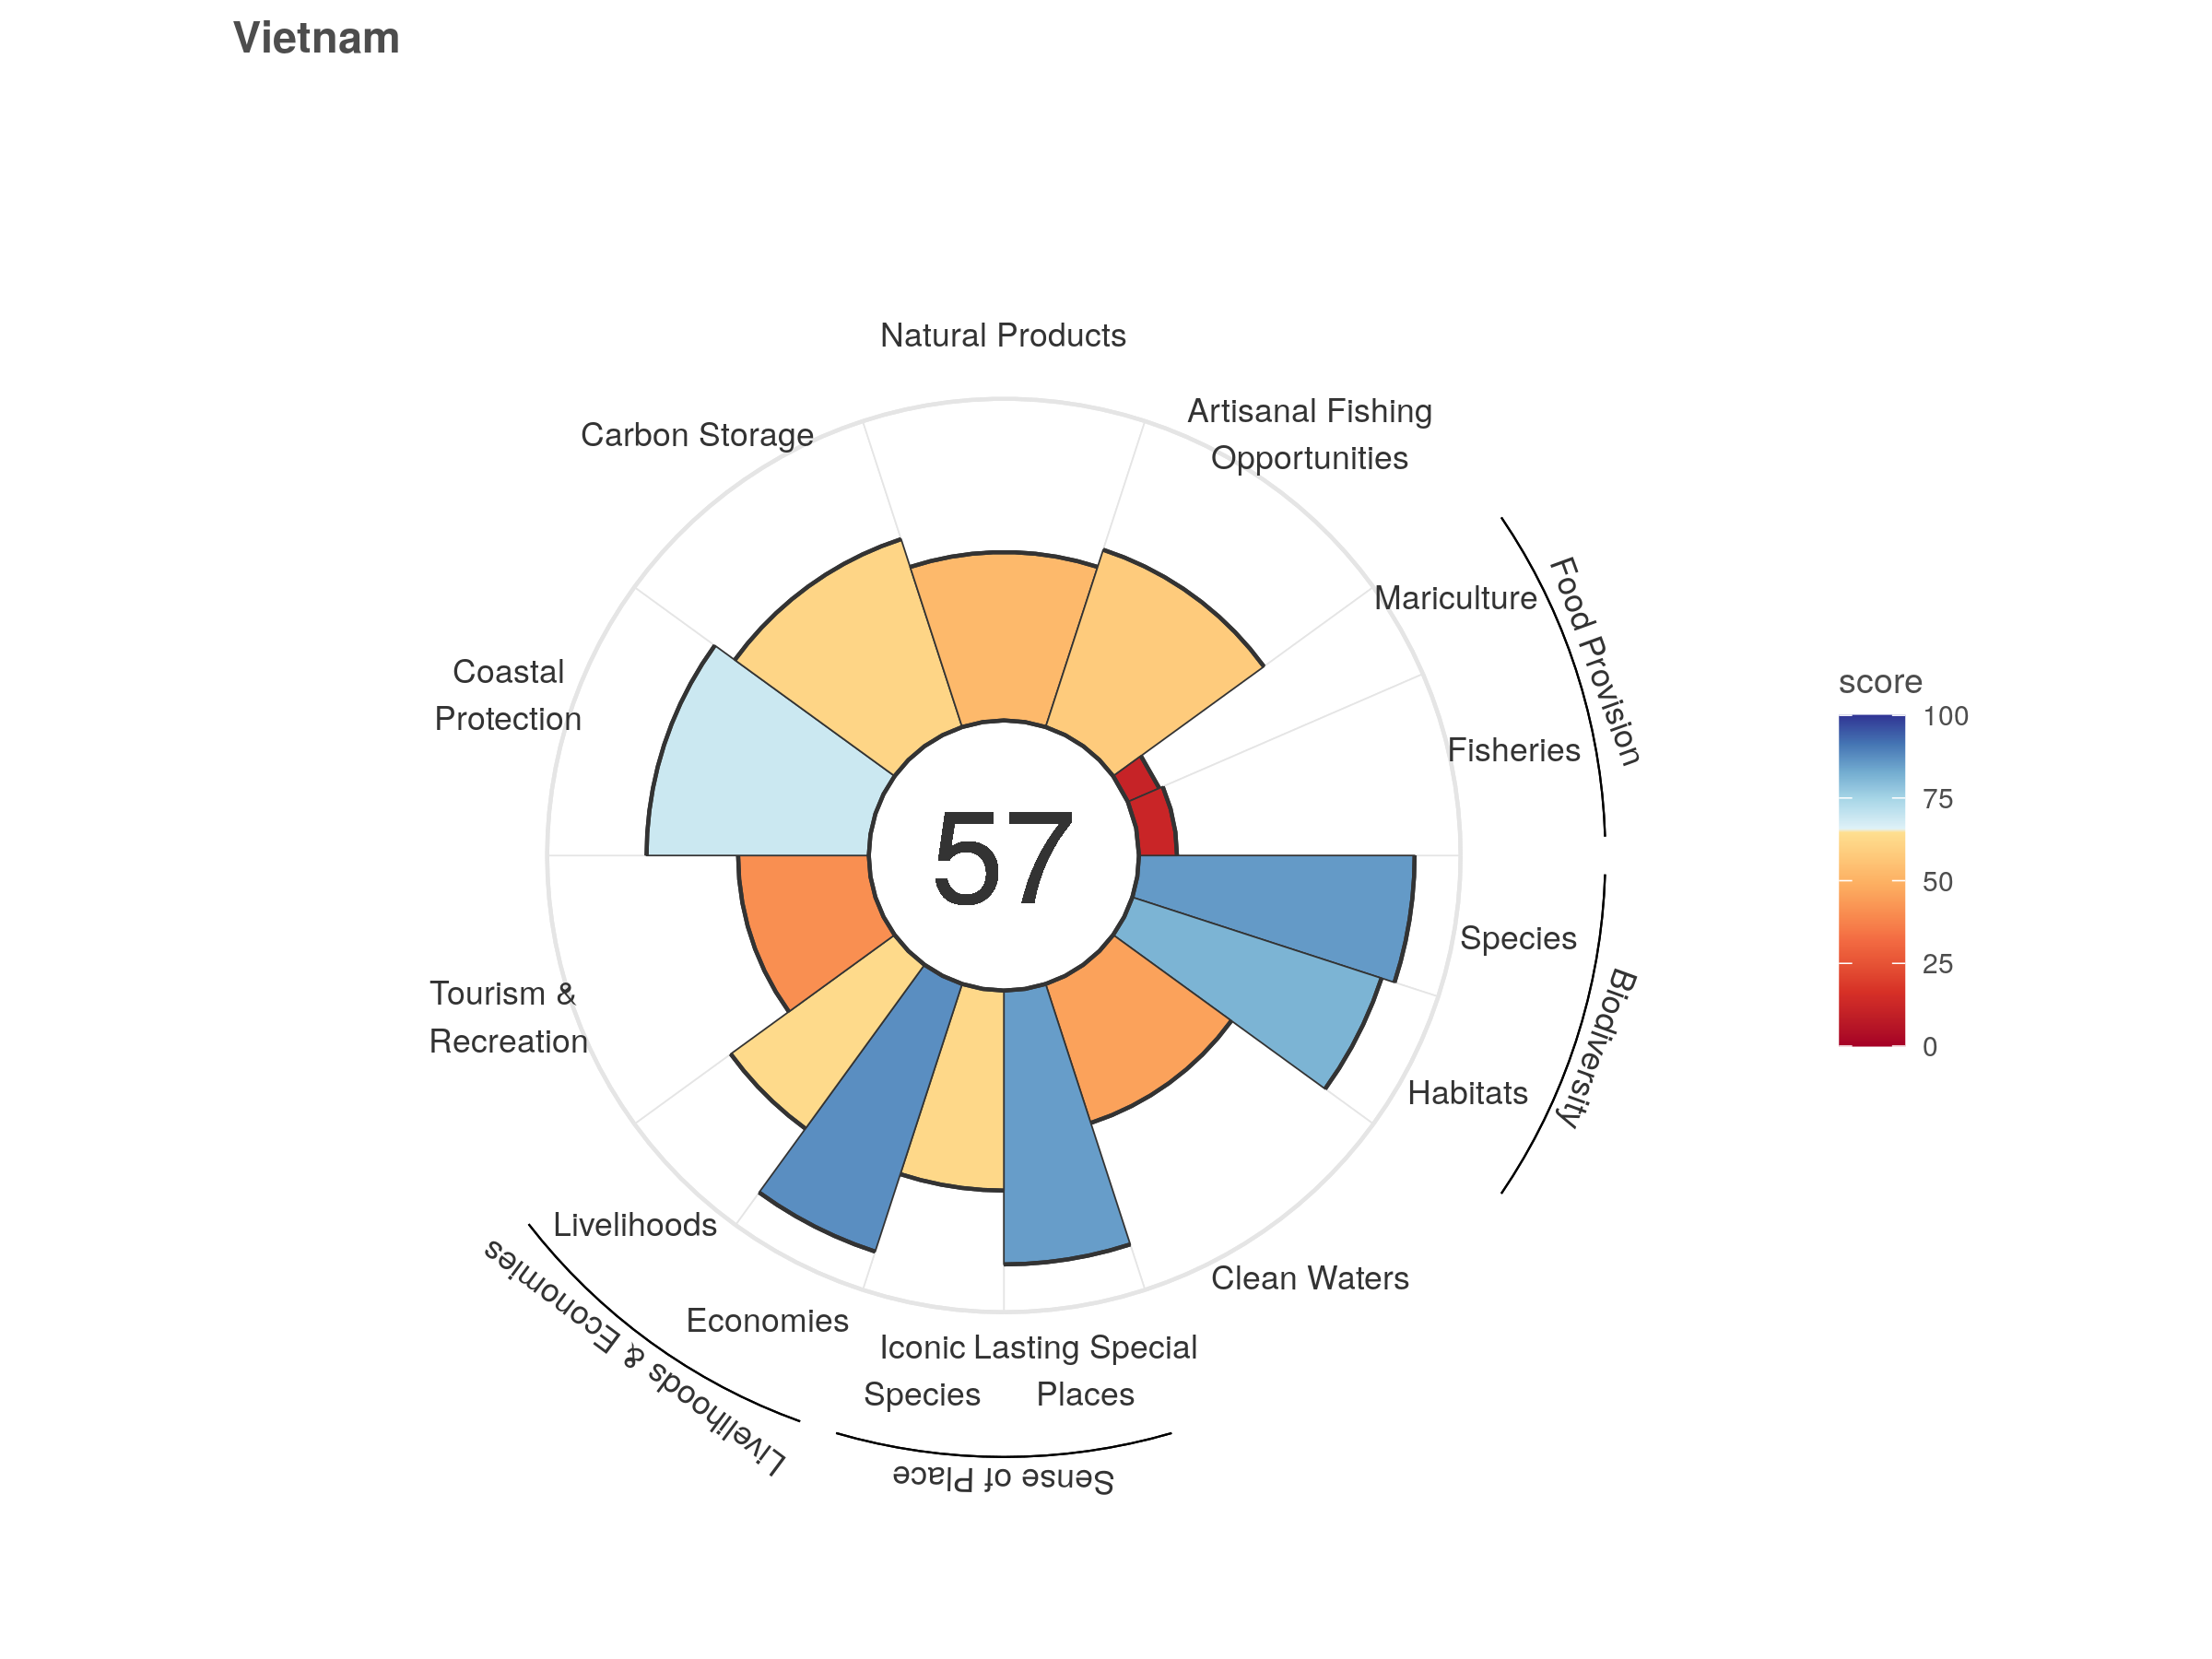 Vietnam
Natural Products
Artisanal Fishing
Opportunities
Carbon Storage
Mariculture
Food Provision
Fisheries
Coastal
Protection
57
Species
Biodiversity
Habitats
Tourism &
Recreation
Clean Waters
Livelihoods
Economies
Livelihoods & Economies
Iconic
Species
Lasting Special
Places
Sense of Place
score
100
75
50
25
0